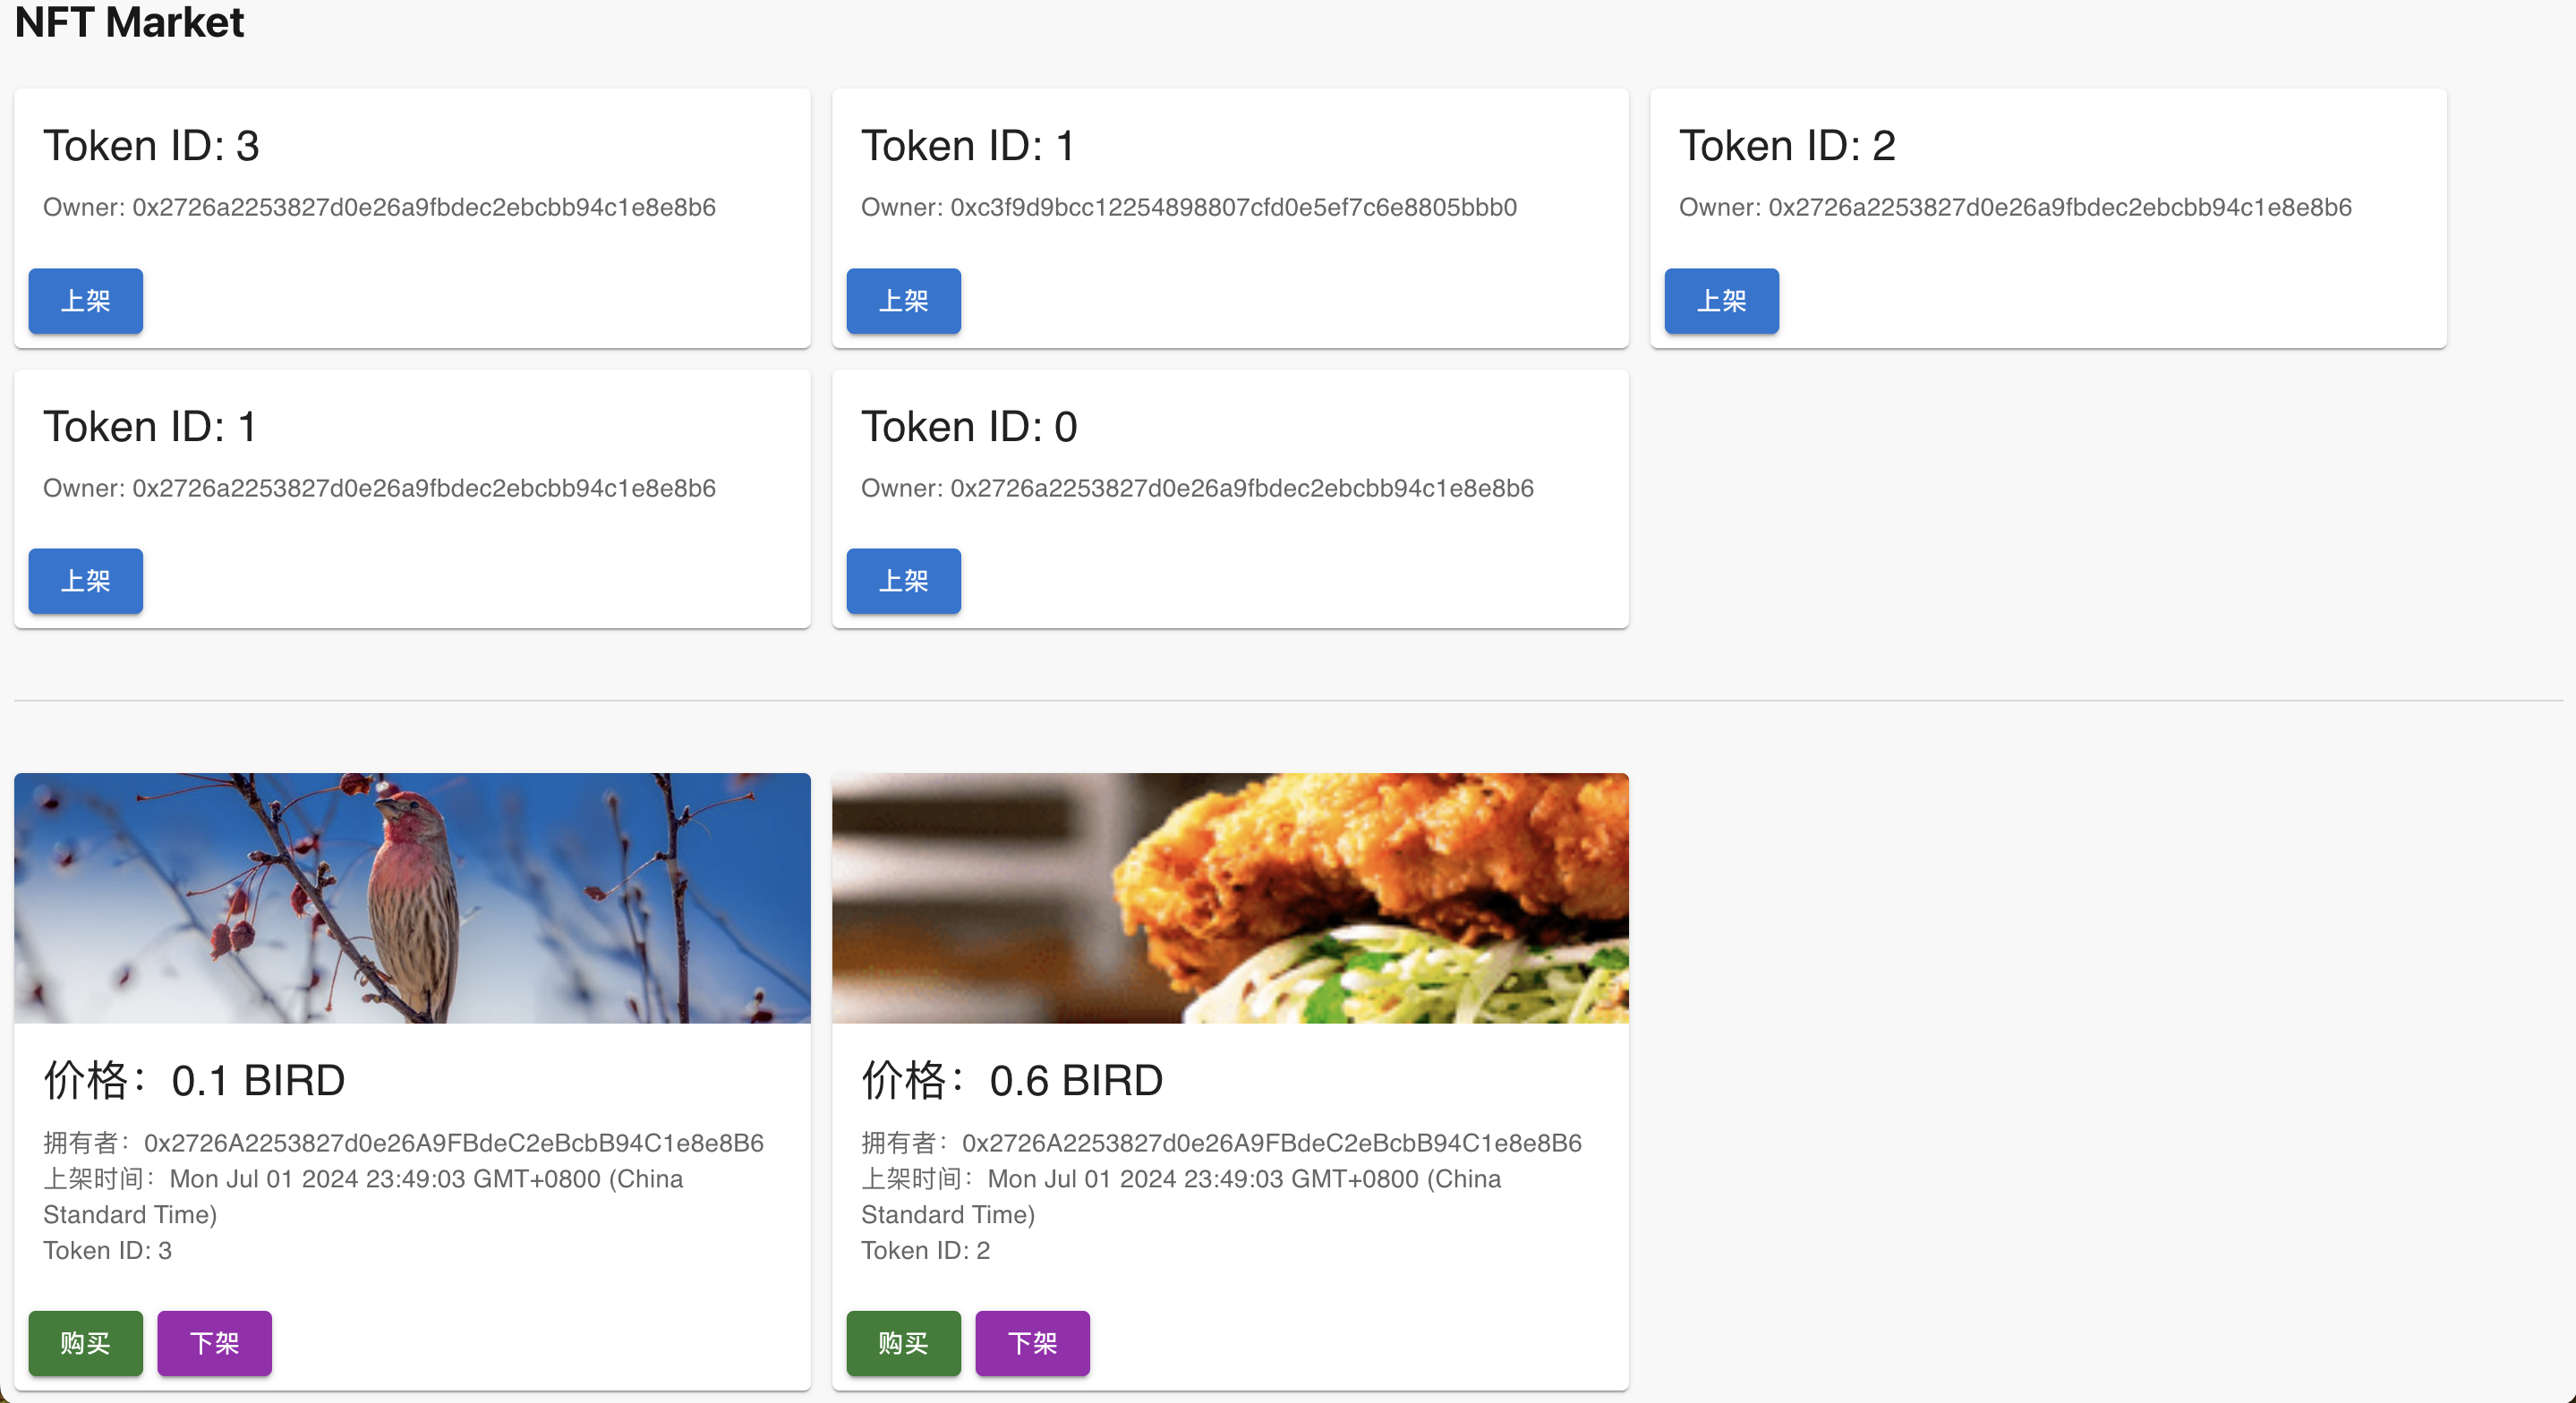 NFT Market
Token ID: 3
Owner: 0x2726a2253827d0e26a9fbdec2ebcbb94c1e8e8b6
上架
Token ID: 1
Owner: 0xc3f9d9bcc12254898807cfd0e5ef7c6e8805bbb0
上架
Token ID: 2
Owner: 0x2726a2253827d0e26a9fbdec2ebcbb94c1e8e8b6
上架
Token ID: 1
Owner: 0x2726a2253827d0e26a9fbdec2ebcbb94c1e8e8b6
上架
Token ID: 0
Owner: 0x2726a2253827d0e26a9fbdec2ebcbb94c1e8e8b6
上架
价格：0.1 BIRD
拥有者：0x2726A2253827d0e26A9FBdeC2eBcbB94C1e8e8B6
上架时间：Mon Jul 01 2024 23:49:03 GMT+0800 (China
Standard Time)
Token ID: 3
购买
下架
价格：0.6 BIRD
拥有者：0x2726A2253827d0e26A9FBdeC2eBcbB94C1e8e8B6
上架时间：Mon Jul 01 2024 23:49:03 GMT+0800 (China
Standard Time)
Token ID: 2
购买
下架